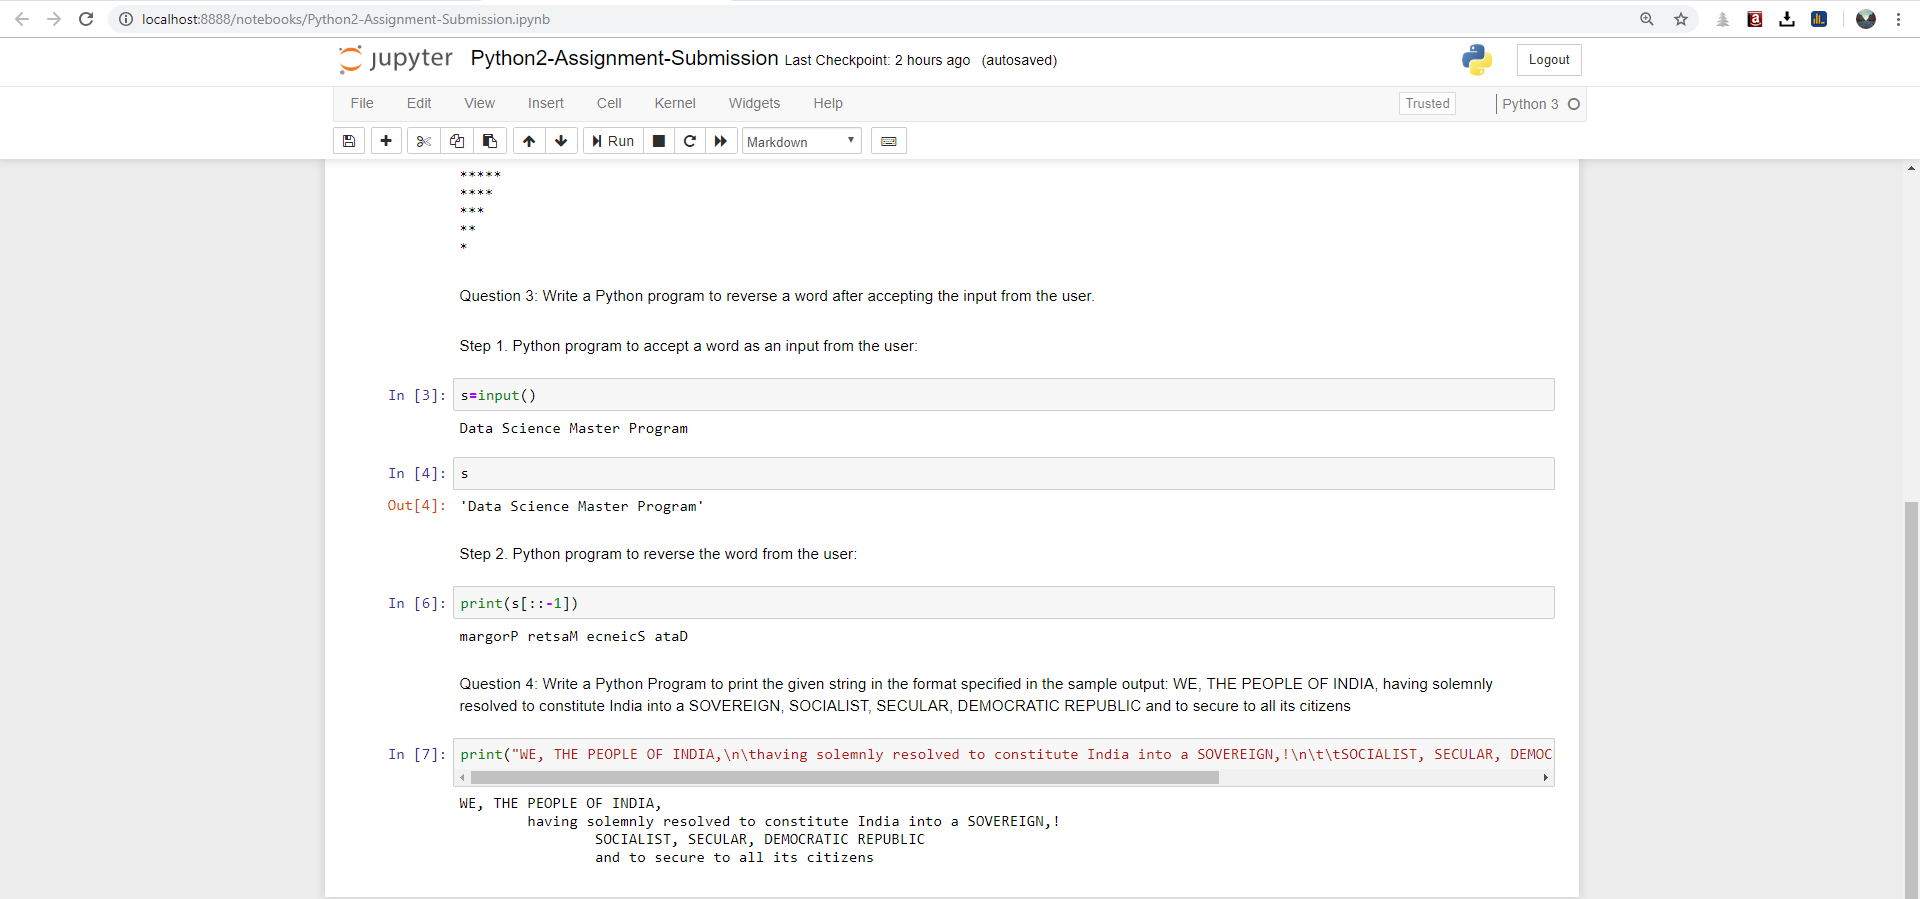 localhost:8888/notebooks/Python2-Assignment-Submission.ipynb
jupyter Python2-Assignment-Submission Last Checkpoint: 2 hours ago (autosaved)
Logout
File Edit View Insert Cell Kernel Widgets Help
Trusted
Python 3
Run
Markdown
*****
****
***
**
*
Question 3: Write a Python program to reverse a word after accepting the input from the user.
Step 1. Python program to accept a word as an input from the user:
In [3]: s=input()
Data Science Master Program
In [4]: s
Out[4]: 'Data Science Master Program'
Step 2. Python program to reverse the word from the user:
In [6]: print(s[::-1])
margorP retsaM ecneicS ataD
Question 4: Write a Python Program to print the given string in the format specified in the sample output: WE, THE PEOPLE OF INDIA, having solemnly
resolved to constitute India into a SOVEREIGN, SOCIALIST, SECULAR, DEMOCRATIC REPUBLIC and to secure to all its citizens
In [7]: print("WE, THE PEOPLE OF INDIA,\n\thaving solemnly resolved to constitute India into a SOVEREIGN,!\n\t\tSOCIALIST, SECULAR, DEMOC
WE, THE PEOPLE OF INDIA,
having solemnly resolved to constitute India into a SOVEREIGN,!
SOCIALIST, SECULAR, DEMOCRATIC REPUBLIC
and to secure to all its citizens